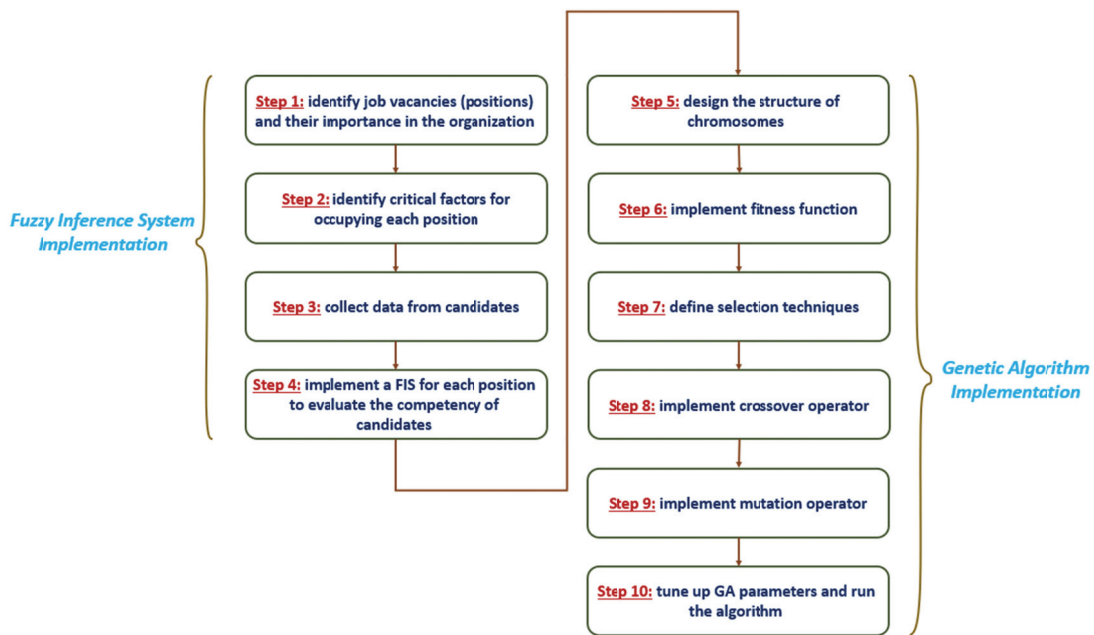 Fuzzy Inference System
Implementation
Step 1: identify job vacancies (positions)
and their importance in the organization
Step 2: identify critical factors for
occupying each position
Step 3: collect data from candidates
Step 4: implement a FIS for each position
to evaluate the competency of
candidates
Step 5: design the structure of
chromosomes
Step 6: implement fitness function
Step 7: define selection techniques
Step 8: implement crossover operator
Step 9: implement mutation operator
Step 10: tune up GA parameters and run
the algorithm
Genetic Algorithm
Implementation